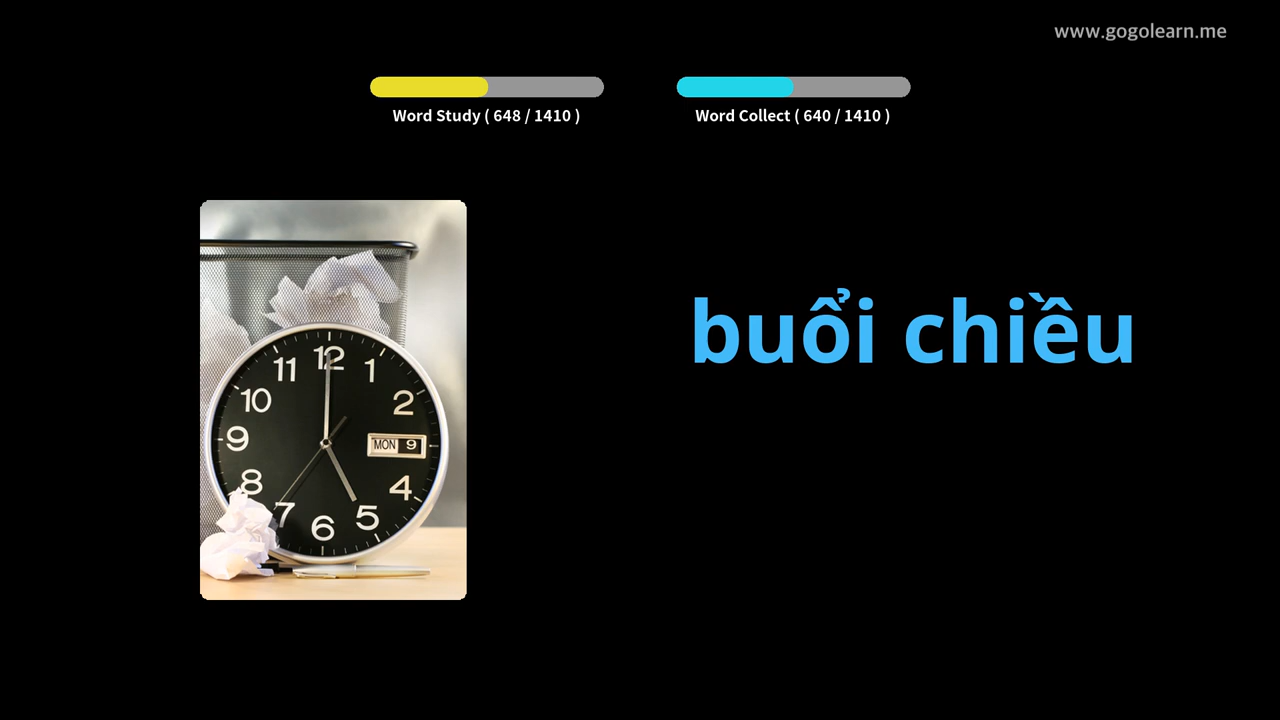 www.gogolearn.me
Word Study ( 648 / 1410 )
Word Collect ( 640 / 1410 )
buổi chiều
12
11
1
10
2
9
MON 9
8
4
7
5
6